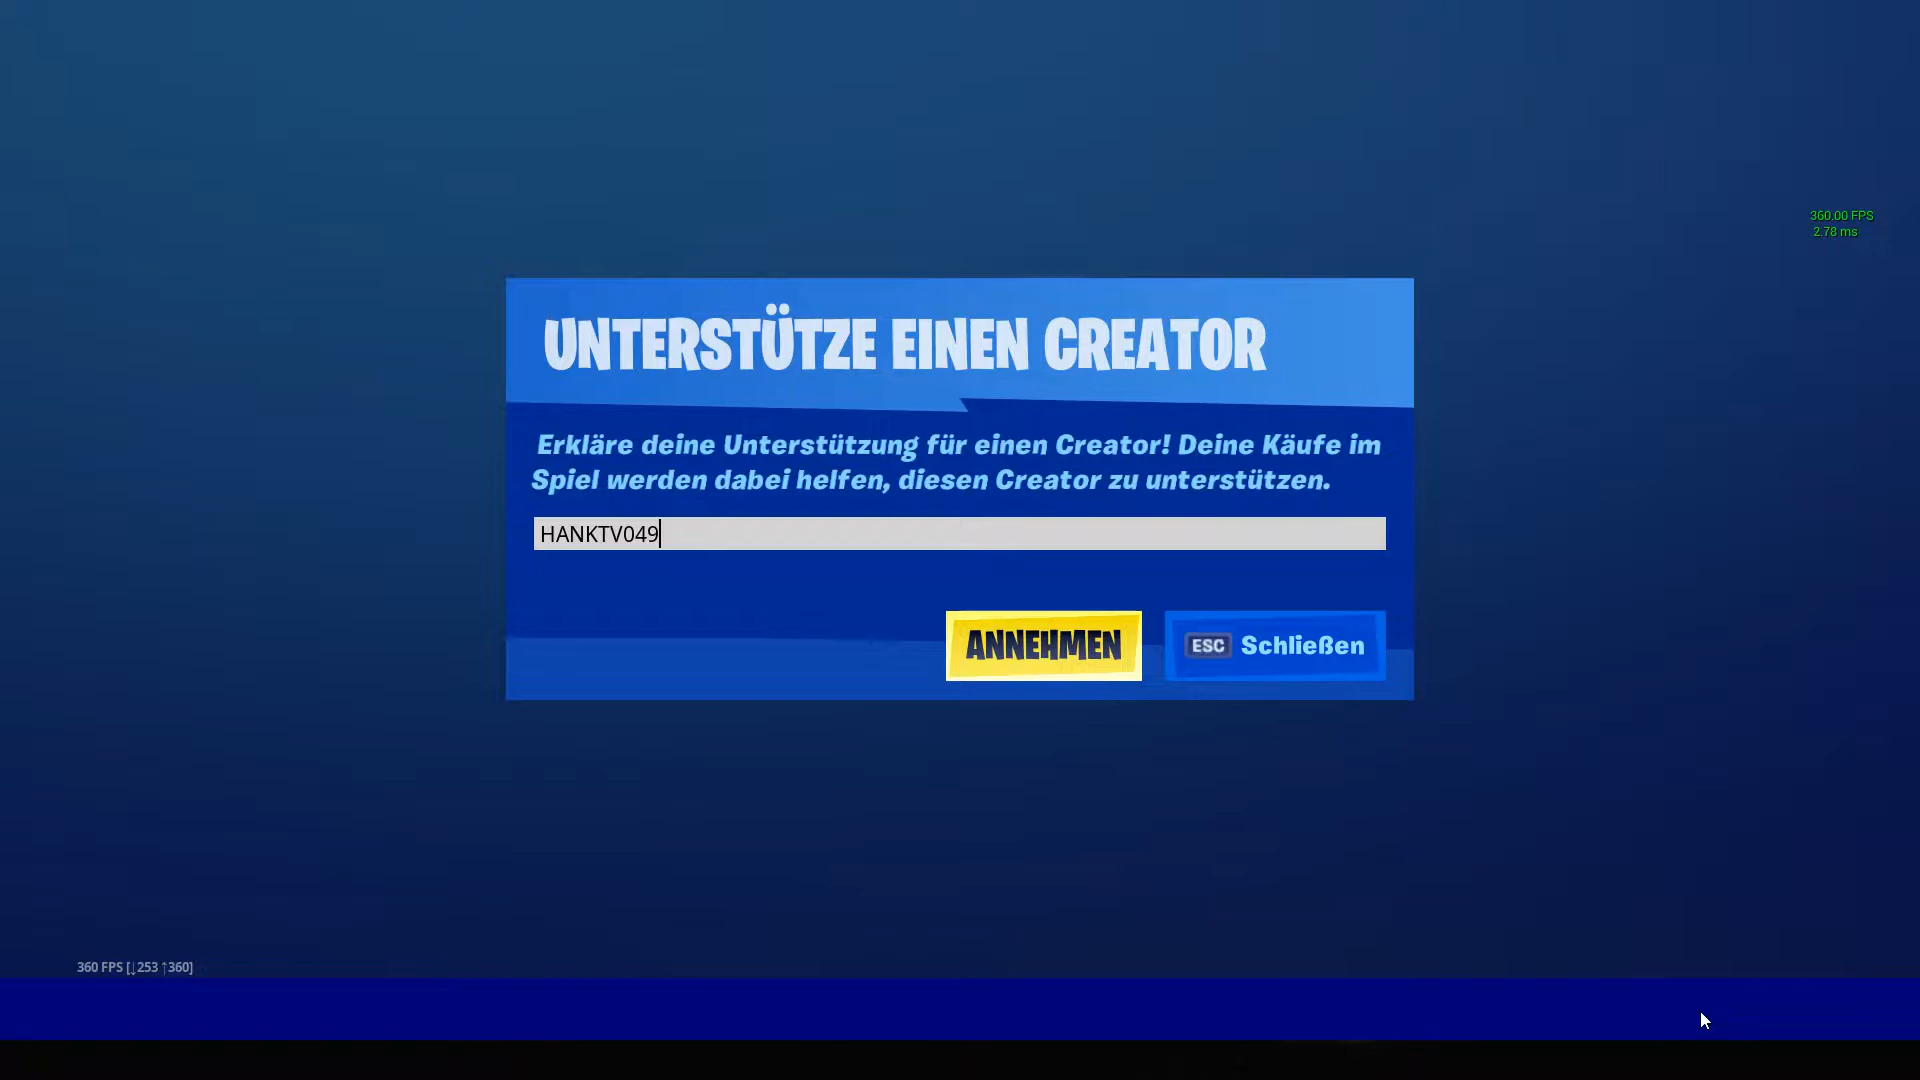 360.00 FPS
2.78 ms
UNTERSTÜTZE EINEN CREATOR
Erkläre deine Unterstützung für einen Creator! Deine Käufe im
Spiel werden dabei helfen, diesen Creator zu unterstützen.
HANKTV049
ANNEHMEN
ESC Schließen
360 FPS [↓253 ↑360]